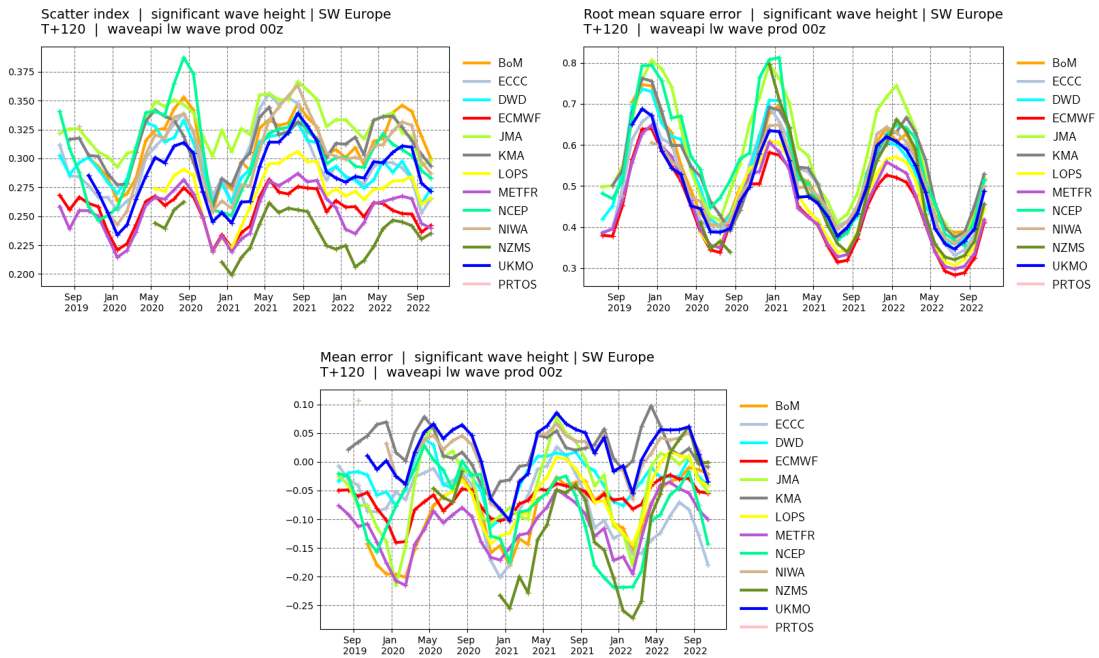 Scatter index | significant wave height | SW Europe
T+120 | waveapi lw wave prod 00z
0.375
0.350
0.325
0.300
0.275
0.250
0.225
0.200
Sep Jan May Sep Jan May Sep Jan May Sep
2019 2020 2020 2020 2021 2021 2021 2022 2022 2022
BoM
ECCC
DWD
ECMWF
JMA
KMA
LOPS
METFR
NCEP
NIWA
NZMS
UKMO
PRTOS
Root mean square error | significant wave height | SW Europe
T+120 | waveapi lw wave prod 00z
0.8
0.7
0.6
0.5
0.4
0.3
Sep Jan May Sep Jan May Sep Jan May Sep
2019 2020 2020 2020 2021 2021 2021 2022 2022 2022
BoM
ECCC
DWD
ECMWF
JMA
KMA
LOPS
METFR
NCEP
NIWA
NZMS
UKMO
PRTOS
Mean error | significant wave height | SW Europe
T+120 | waveapi lw wave prod 00z
0.10
0.05
0.00
−0.05
−0.10
−0.15
−0.20
−0.25
Sep Jan May Sep Jan May Sep Jan May Sep
2019 2020 2020 2020 2021 2021 2021 2022 2022 2022
BoM
ECCC
DWD
ECMWF
JMA
KMA
LOPS
METFR
NCEP
NIWA
NZMS
UKMO
PRTOS